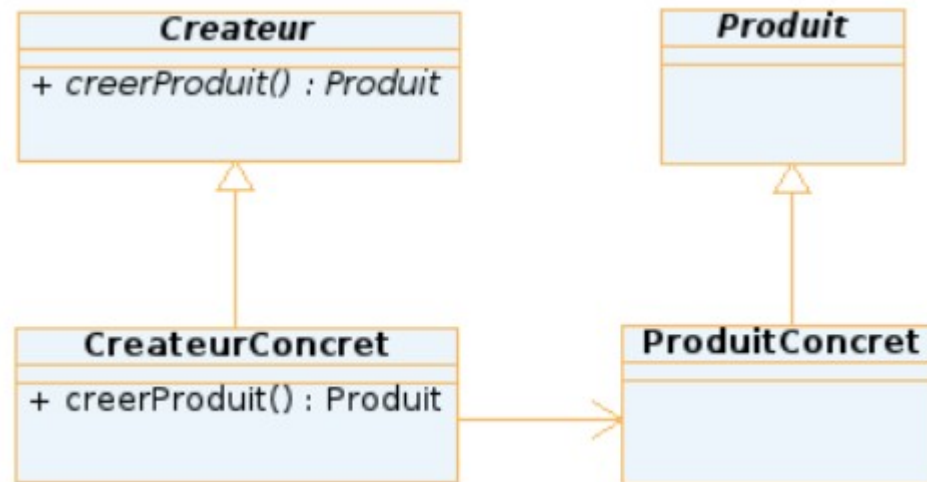 Createur
+ creerProduit() : Produit
Produit
CreateurConcret
+ creerProduit() : Produit
ProduitConcret